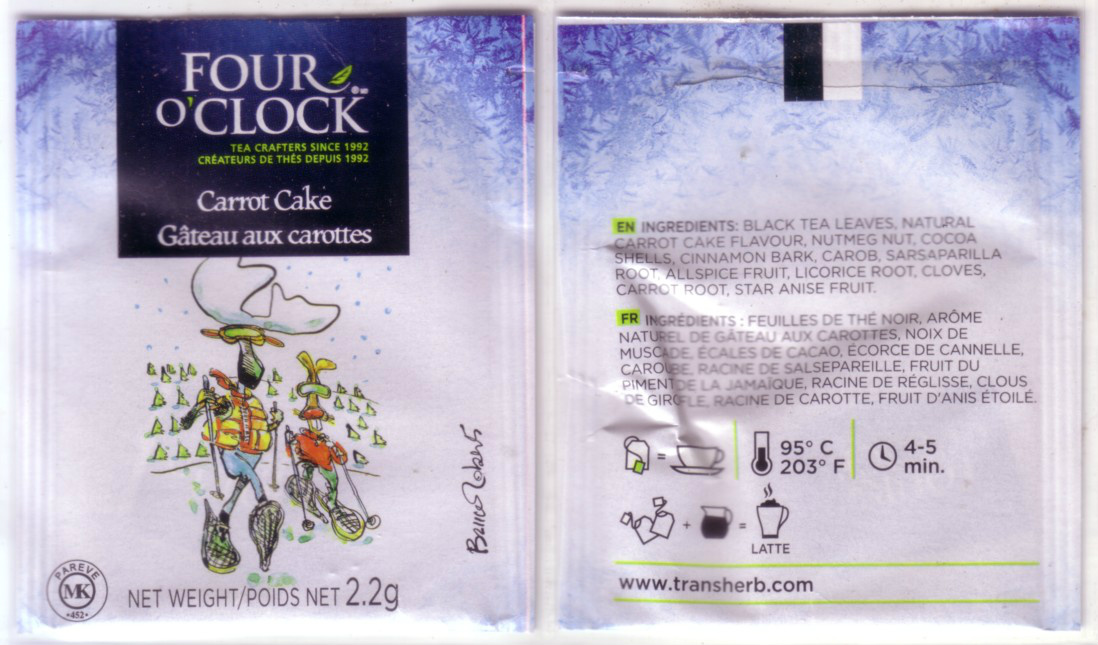 FOUR
O'CLOCK
TEA CRAFTERS SINCE 1992
CRÉATEURS DE THÉS DEPUIS 1992
Carrot Cake
Gâteau aux carottes
Bruce Roberts
PAREVE
MK
•452•
NET WEIGHT/POIDS NET 2.2g
EN INGREDIENTS: BLACK TEA LEAVES, NATURAL
CARROT CAKE FLAVOUR, NUTMEG NUT, COCOA
SHELLS, CINNAMON BARK, CAROB, SARSAPARILLA
ROOT, ALLSPICE FRUIT, LICORICE ROOT, CLOVES,
CARROT ROOT, STAR ANISE FRUIT.
FR INGRÉDIENTS : FEUILLES DE THÉ NOIR, ARÔME
NATUREL DE GÂTEAU AUX CAROTTES, NOIX DE
MUSCADE, ÉCALES DE CACAO, ÉCORCE DE CANNELLE,
CAROUBE, RACINE DE SALSEPAREILLE, FRUIT DU
PIMENT DE LA JAMAÏQUE, RACINE DE RÉGLISSE, CLOUS
DE GIROFLE, RACINE DE CAROTTE, FRUIT D'ANIS ÉTOILÉ.
=
95° C
203° F
4-5
min.
+ =
LATTE
www.transherb.com